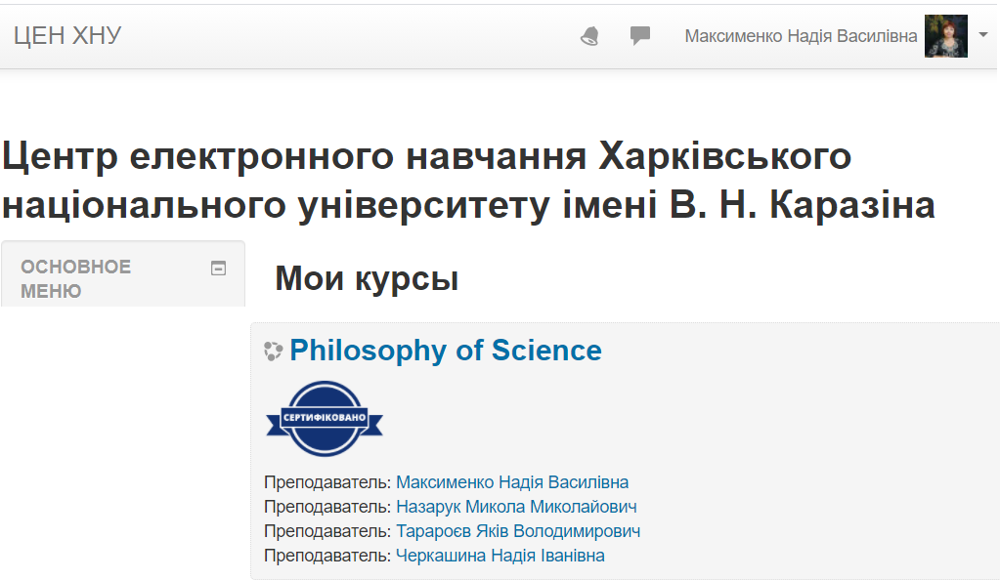 ЦЕН ХНУ
Максименко Надія Василівна
Центр електронного навчання Харківського
національного університету імені В. Н. Каразіна
ОСНОВНОЕ
МЕНЮ
Мои курсы
Philosophy of Science
СЕРТИФІКОВАНО
Преподаватель: Максименко Надія Василівна
Преподаватель: Назарук Микола Миколайович
Преподаватель: Тарароєв Яків Володимирович
Преподаватель: Черкашина Надія Іванівна